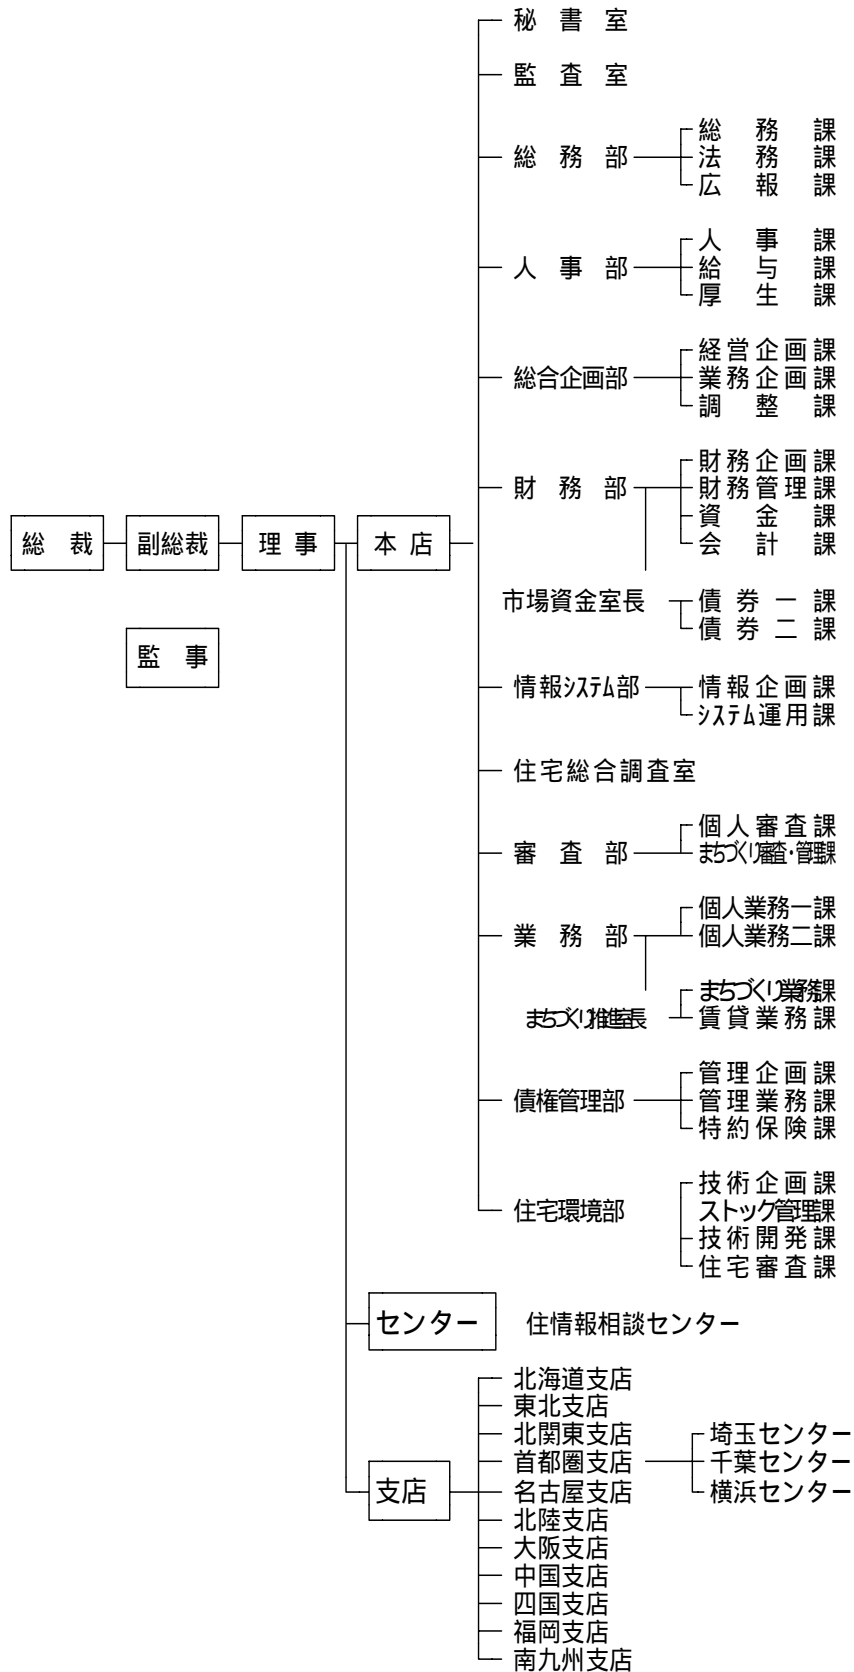 秘書室
監査室
総務部
総務課
法務課
広報課
人事部
人事課
給与課
厚生課
総合企画部
経営企画課
業務企画課
調整課
財務部
財務企画課
財務管理課
資金課
会計課
総裁
副総裁
理事
本店
監事
市場資金室長
債券一課
債券二課
情報システム部
情報企画課
システム運用課
住宅総合調査室
審査部
個人審査課
まちづくり審査・管理課
業務部
個人業務一課
個人業務二課
まちづくり推進室長
まちづくり業務課
賃貸業務課
債権管理部
管理企画課
管理業務課
特約保険課
住宅環境部
技術企画課
ストック管理課
技術開発課
住宅審査課
センター
住情報相談センター
支店
北海道支店
東北支店
北関東支店
首都圏支店
埼玉センター
千葉センター
横浜センター
名古屋支店
北陸支店
大阪支店
中国支店
四国支店
福岡支店
南九州支店